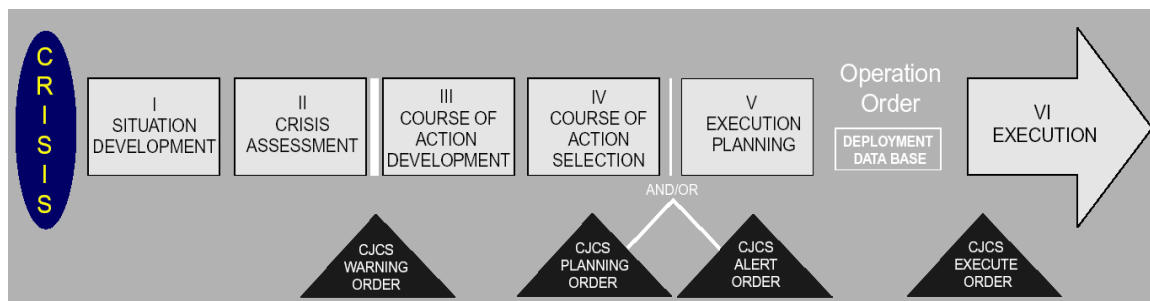 CRISIS
I
SITUATION
DEVELOPMENT
II
CRISIS
ASSESSMENT
III
COURSE OF
ACTION
DEVELOPMENT
IV
COURSE OF
ACTION
SELECTION
V
EXECUTION
PLANNING
Operation
Order
DEPLOYMENT
DATA BASE
VI
EXECUTION
AND/OR
CJCS
WARNING
ORDER
CJCS
PLANNING
ORDER
CJCS
ALERT
ORDER
CJCS
EXECUTE
ORDER